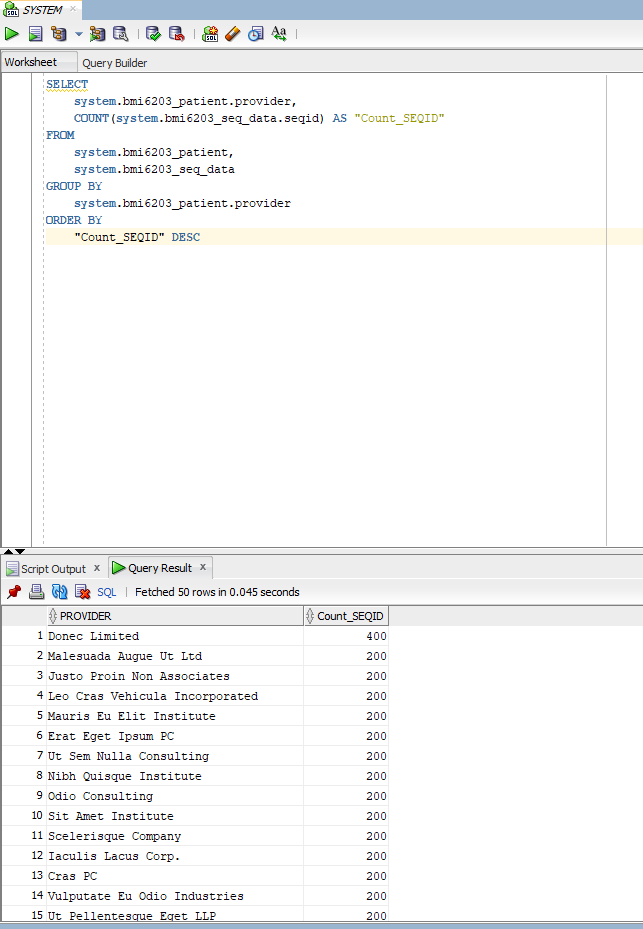 SYSTEM
Worksheet Query Builder
SELECT
system.bmi6203_patient.provider,
COUNT(system.bmi6203_seq_data.seqid) AS "Count_SEQID"
FROM
system.bmi6203_patient,
system.bmi6203_seq_data
GROUP BY
system.bmi6203_patient.provider
ORDER BY
"Count_SEQID" DESC
Script Output x Query Result x
SQL | Fetched 50 rows in 0.045 seconds
PROVIDER Count_SEQID
1 Donec Limited 400
2 Malesuada Augue Ut Ltd 200
3 Justo Proin Non Associates 200
4 Leo Cras Vehicula Incorporated 200
5 Mauris Eu Elit Institute 200
6 Erat Eget Ipsum PC 200
7 Ut Sem Nulla Consulting 200
8 Nibh Quisque Institute 200
9 Odio Consulting 200
10 Sit Amet Institute 200
11 Scelerisque Company 200
12 Iaculis Lacus Corp. 200
13 Cras PC 200
14 Vulputate Eu Odio Industries 200
15 Ut Pellentesque Eget LLP 200